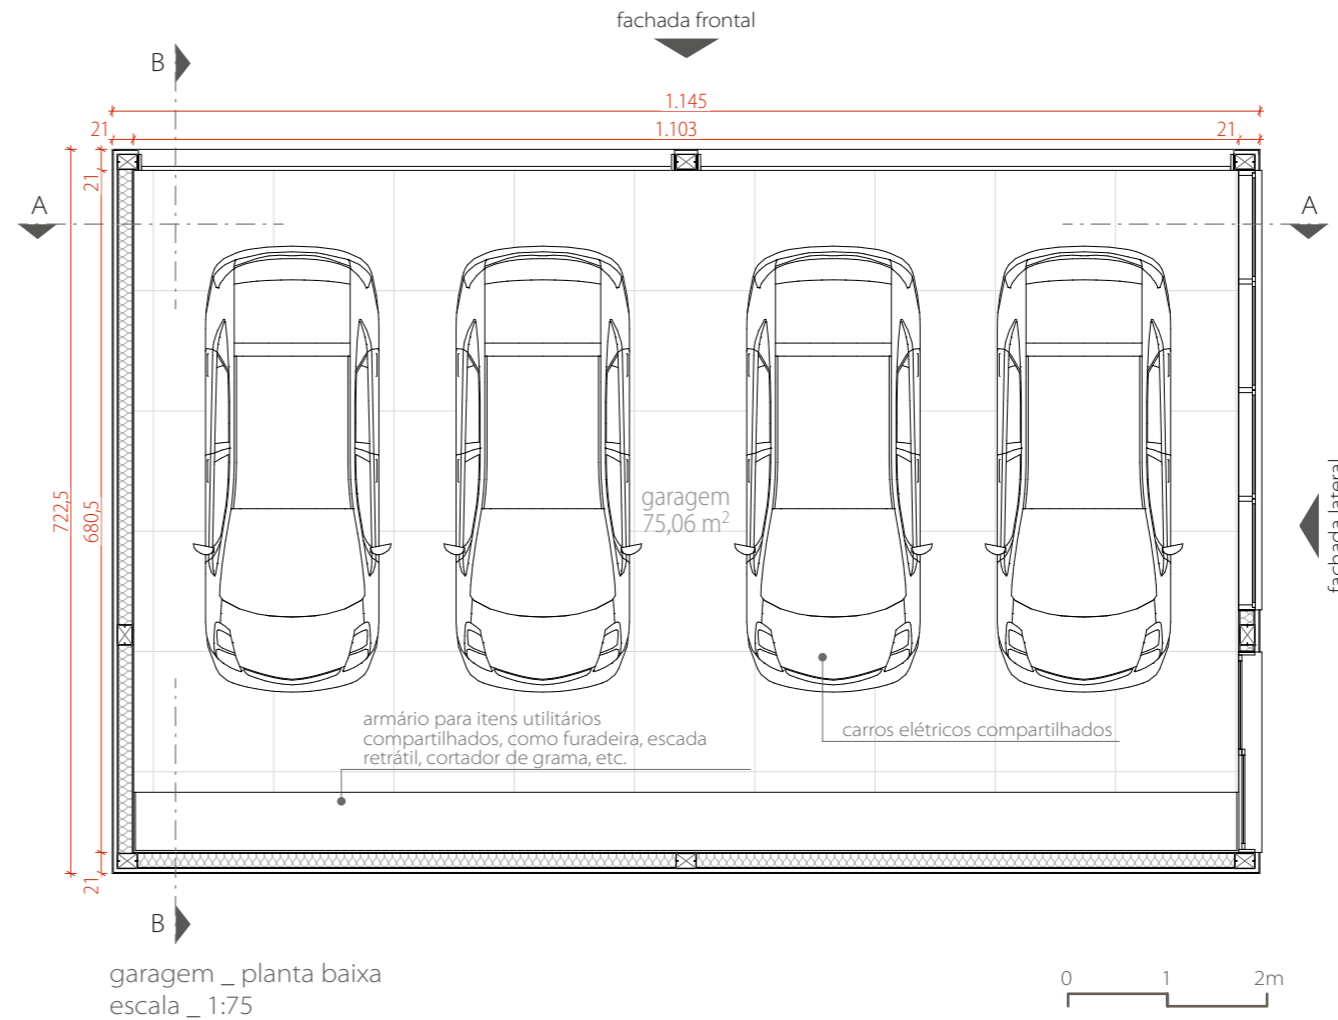 fachada frontal
B
1.145
21
1.103
21
21
A
A
722,5
680,5
garagem
75,06 m²
fachada lateral
armário para itens utilitários
compartilhados, como furadeira, escada
retrátil, cortador de grama, etc.
carros elétricos compartilhados
21
B
garagem _ planta baixa
escala _ 1:75
0 1 2m